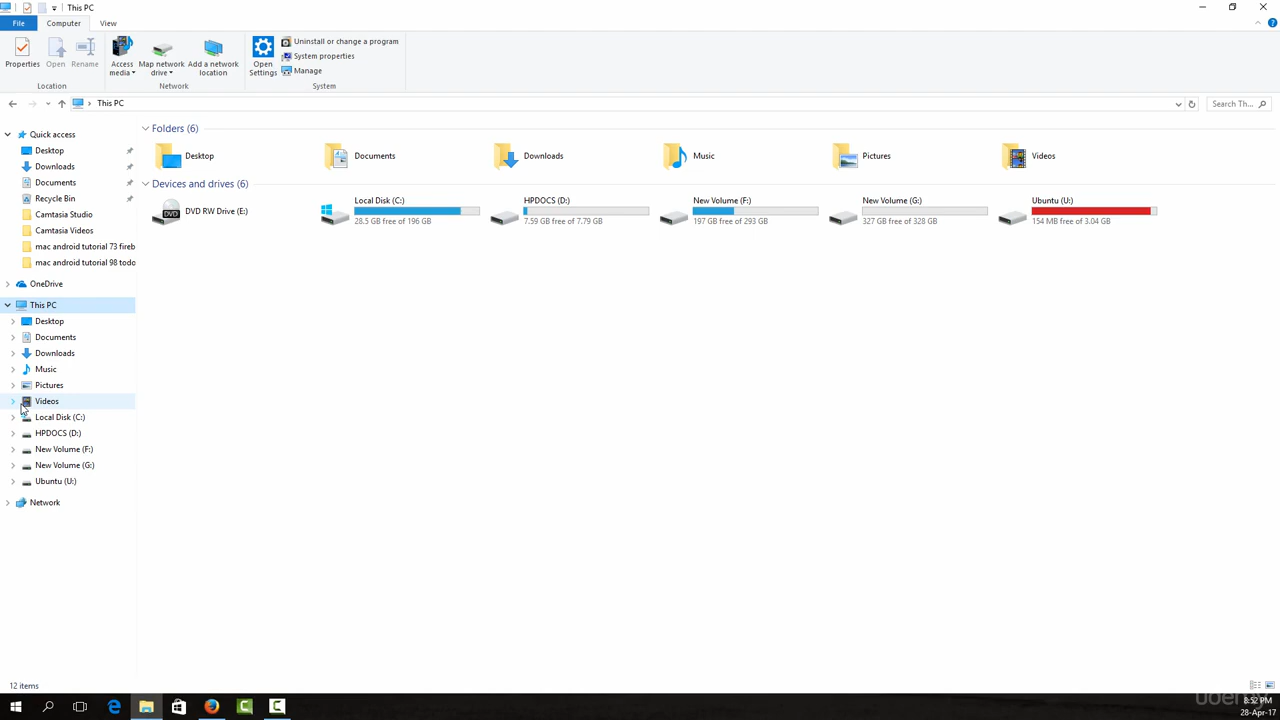 This PC
File
Computer
View
Properties
Open
Rename
Access media
Map network drive
Add a network location
Open Settings
Uninstall or change a program
System properties
Manage
Location
Network
System
This PC
Search Th...
Quick access
Desktop
Downloads
Documents
Recycle Bin
Camtasia Studio
Camtasia Videos
mac android tutorial 73 fireb
mac android tutorial 98 todo
OneDrive
This PC
Desktop
Documents
Downloads
Music
Pictures
Videos
Local Disk (C:)
HPDOCS (D:)
New Volume (F:)
New Volume (G:)
Ubuntu (U:)
Network
Folders (6)
Desktop
Documents
Downloads
Music
Pictures
Videos
Devices and drives (6)
DVD RW Drive (E:)
Local Disk (C:)
28.5 GB free of 196 GB
HPDOCS (D:)
7.59 GB free of 7.79 GB
New Volume (F:)
197 GB free of 293 GB
New Volume (G:)
327 GB free of 328 GB
Ubuntu (U:)
154 MB free of 3.04 GB
12 items
udemy
8:52 PM
28-Apr-17